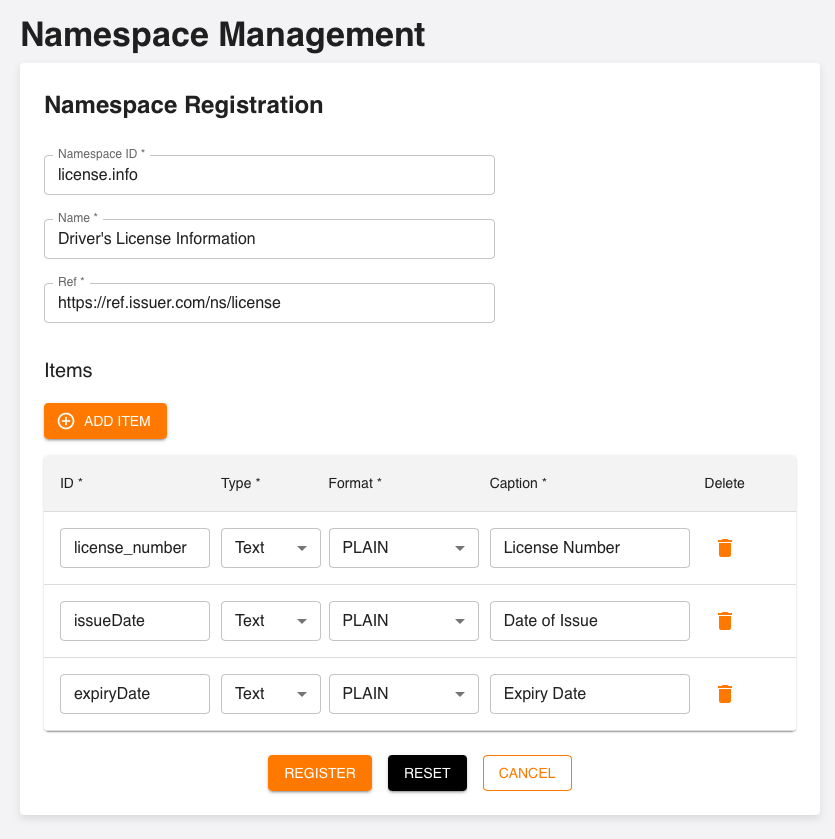 Namespace Management
Namespace Registration
Namespace ID *
license.info
Name *
Driver's License Information
Ref *
https://ref.issuer.com/ns/license
Items
ADD ITEM
ID * Type * Format * Caption * Delete
license_number Text PLAIN License Number
issueDate Text PLAIN Date of Issue
expiryDate Text PLAIN Expiry Date
REGISTER RESET CANCEL